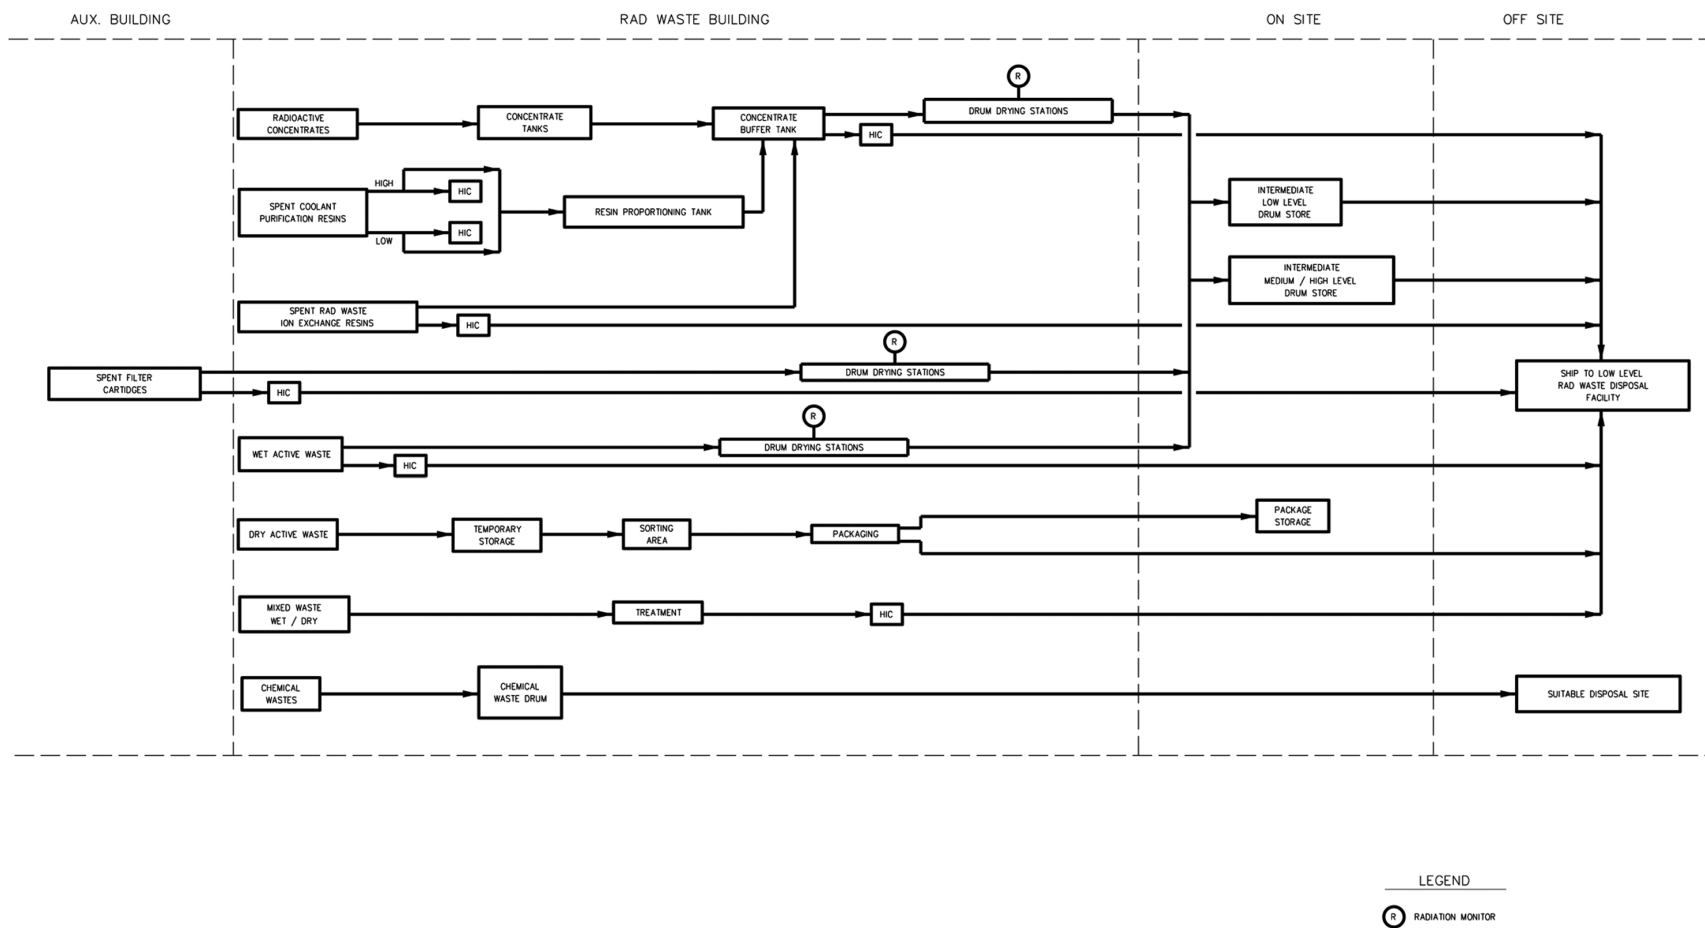 AUX. BUILDING
RAD WASTE BUILDING
ON SITE
OFF SITE
R
RADIOACTIVE
CONCENTRATES
CONCENTRATE
TANKS
CONCENTRATE
BUFFER TANK
DRUM DRYING STATIONS
HIC
HIGH
HIC
SPENT COOLANT
PURIFICATION RESINS
HIC
LOW
RESIN PROPORTIONING TANK
INTERMEDIATE
LOW LEVEL
DRUM STORE
INTERMEDIATE
MEDIUM / HIGH LEVEL
DRUM STORE
SPENT RAD WASTE
ION EXCHANGE RESINS
HIC
R
SPENT FILTER
CARTIDGES
HIC
DRUM DRYING STATIONS
SHIP TO LOW LEVEL
RAD WASTE DISPOSAL
FACILITY
R
WET ACTIVE WASTE
HIC
DRUM DRYING STATIONS
DRY ACTIVE WASTE
TEMPORARY
STORAGE
SORTING
AREA
PACKAGING
PACKAGE
STORAGE
MIXED WASTE
WET / DRY
TREATMENT
HIC
CHEMICAL
WASTES
CHEMICAL
WASTE DRUM
SUITABLE DISPOSAL SITE
LEGEND
R RADIATION MONITOR